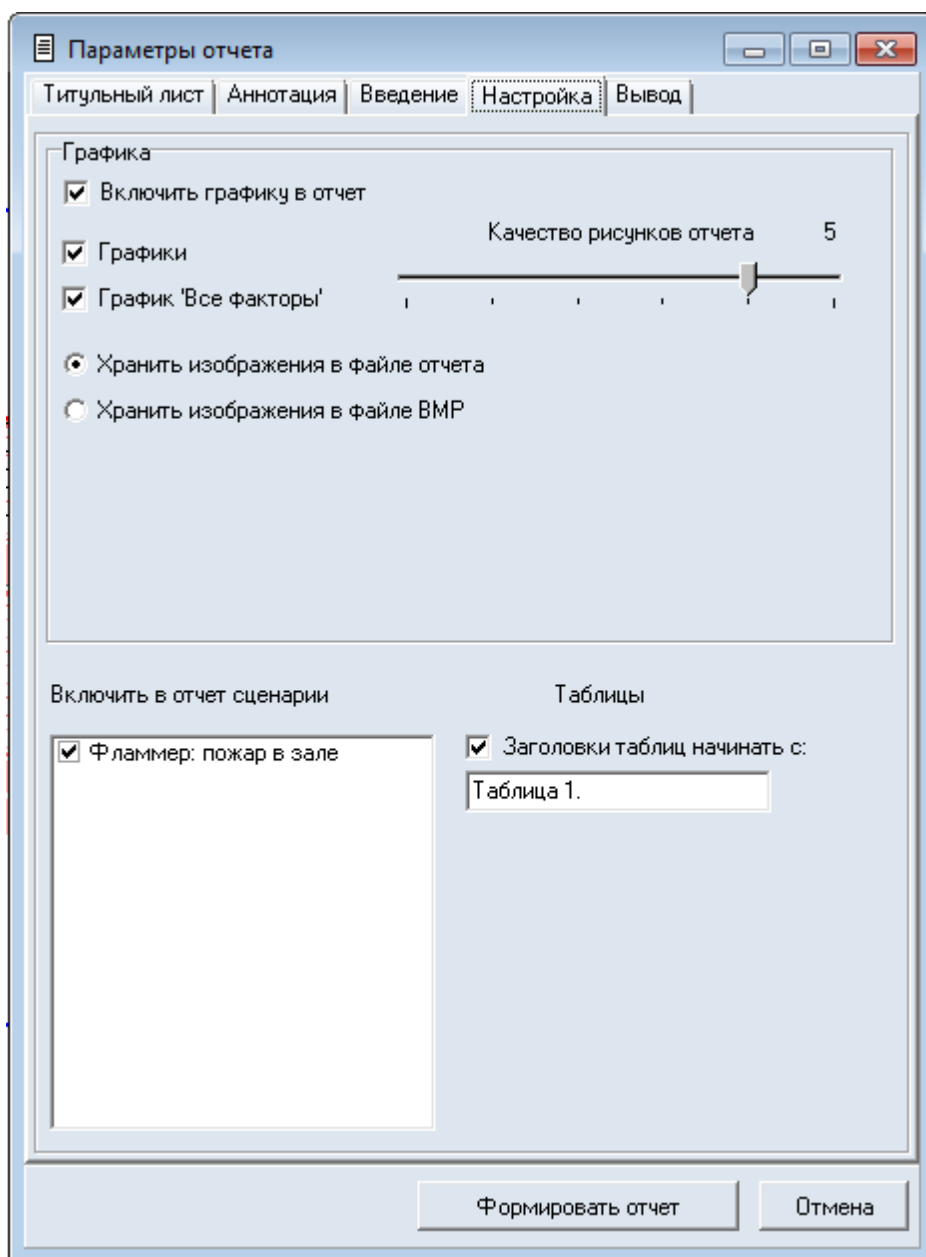 Параметры отчета
Титульный лист Аннотация Введение Настройка Вывод
Графика
Включить графику в отчет
Качество рисунков отчета 5
Графики
График 'Все факторы'
Хранить изображения в файле отчета
Хранить изображения в файле BMP
Включить в отчет сценарии
Таблицы
Фламмер: пожар в зале
Заголовки таблиц начинать с:
Таблица 1.
Формировать отчет Отмена